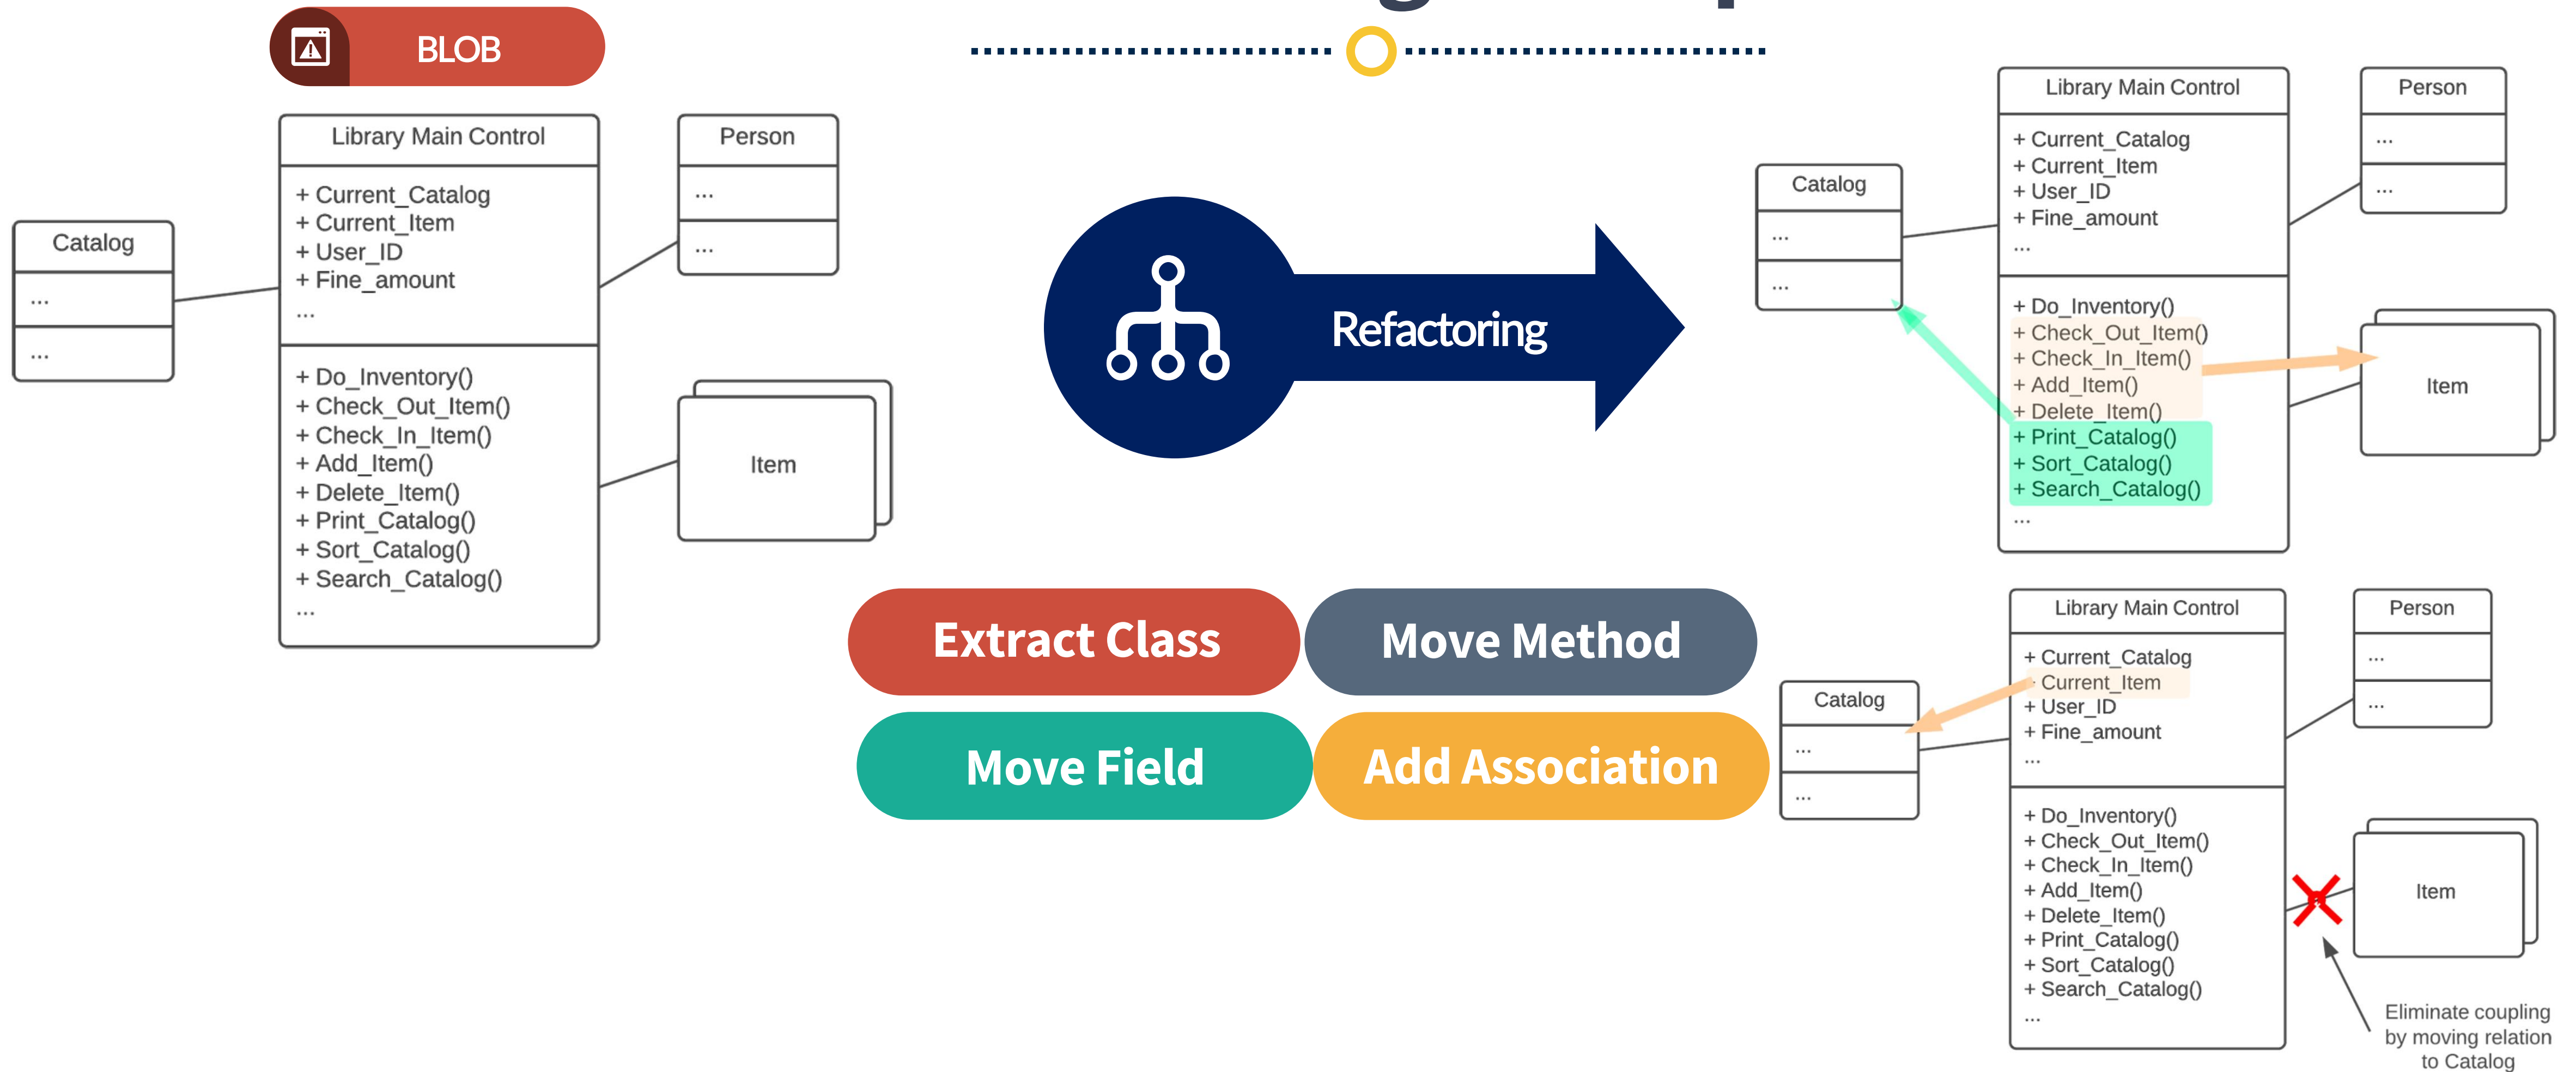 BLOB
Library Main Control
+ Current_Catalog
+ Current_Item
+ User_ID
+ Fine_amount
...
+ Do_Inventory()
+ Check_Out_Item()
+ Check_In_Item()
+ Add_Item()
+ Delete_Item()
+ Print_Catalog()
+ Sort_Catalog()
+ Search_Catalog()
...
Catalog
...
...
Person
...
...
Item
Refactoring
Extract Class
Move Method
Move Field
Add Association
Library Main Control
+ Current_Catalog
+ Current_Item
+ User_ID
+ Fine_amount
...
+ Do_Inventory()
+ Check_Out_Item()
+ Check_In_Item()
+ Add_Item()
+ Delete_Item()
+ Print_Catalog()
+ Sort_Catalog()
+ Search_Catalog()
...
Catalog
...
...
Person
...
...
Item
Library Main Control
+ Current_Catalog
Current_Item
+ User_ID
+ Fine_amount
...
+ Do_Inventory()
+ Check_Out_Item()
+ Check_In_Item()
+ Add_Item()
+ Delete_Item()
+ Print_Catalog()
+ Sort_Catalog()
+ Search_Catalog()
...
Catalog
...
...
Person
...
...
Item
Eliminate coupling
by moving relation
to Catalog